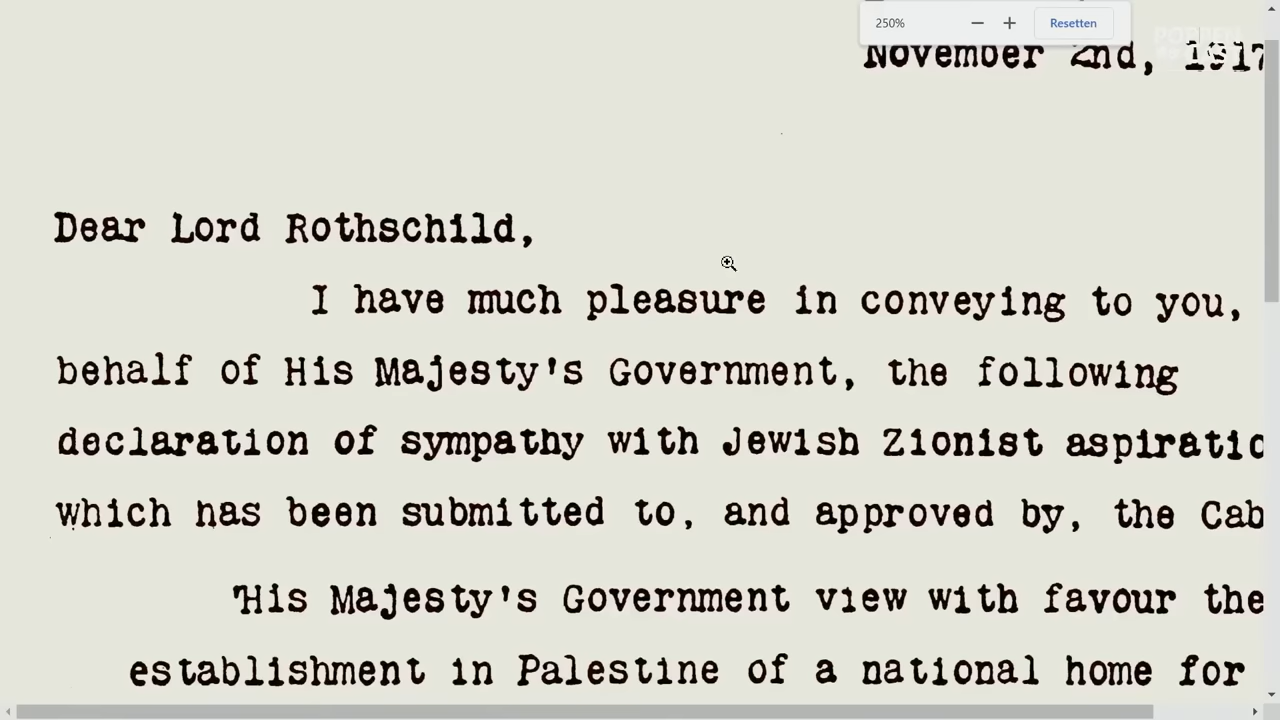 250% − + Resetten
November 2nd, 1917
Dear Lord Rothschild,
I have much pleasure in conveying to you,
behalf of His Majesty's Government, the following
declaration of sympathy with Jewish Zionist aspiratio
which has been submitted to, and approved by, the Cab
"His Majesty's Government view with favour the
establishment in Palestine of a national home for